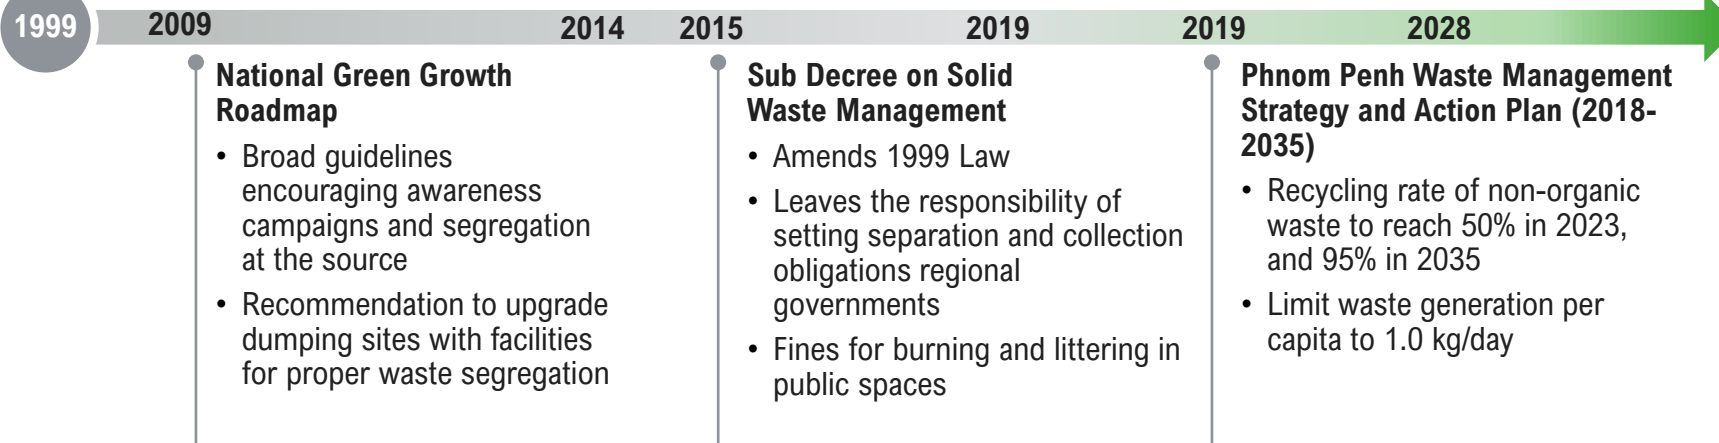 1999 2009 2014 2015 2019 2019 2028
National Green Growth
Roadmap
• Broad guidelines
encouraging awareness
campaigns and segregation
at the source
• Recommendation to upgrade
dumping sites with facilities
for proper waste segregation
Sub Decree on Solid
Waste Management
• Amends 1999 Law
• Leaves the responsibility of
setting separation and collection
obligations regional
governments
• Fines for burning and littering in
public spaces
Phnom Penh Waste Management
Strategy and Action Plan (2018-
2035)
• Recycling rate of non-organic
waste to reach 50% in 2023,
and 95% in 2035
• Limit waste generation per
capita to 1.0 kg/day